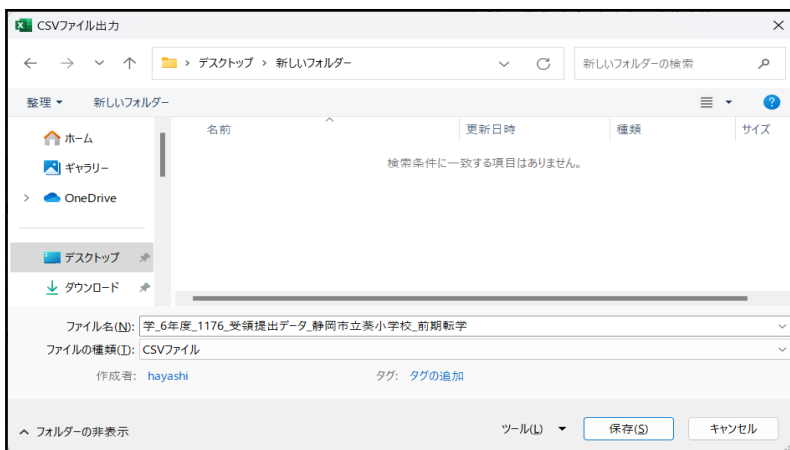 CSVファイル出力
デスクトップ > 新しいフォルダー
新しいフォルダーの検索
整理 新しいフォルダー
名前 更新日時 種類 サイズ
検索条件に一致する項目はありません。
ホーム
ギャラリー
OneDrive
デスクトップ
ダウンロード
ファイル名(N): 学_6年度_1176_受領提出データ_静岡市立葵小学校_前期転学
ファイルの種類(T): CSVファイル
作成者: hayashi タグ: タグの追加
フォルダーの非表示 ツール(L) 保存(S) キャンセル